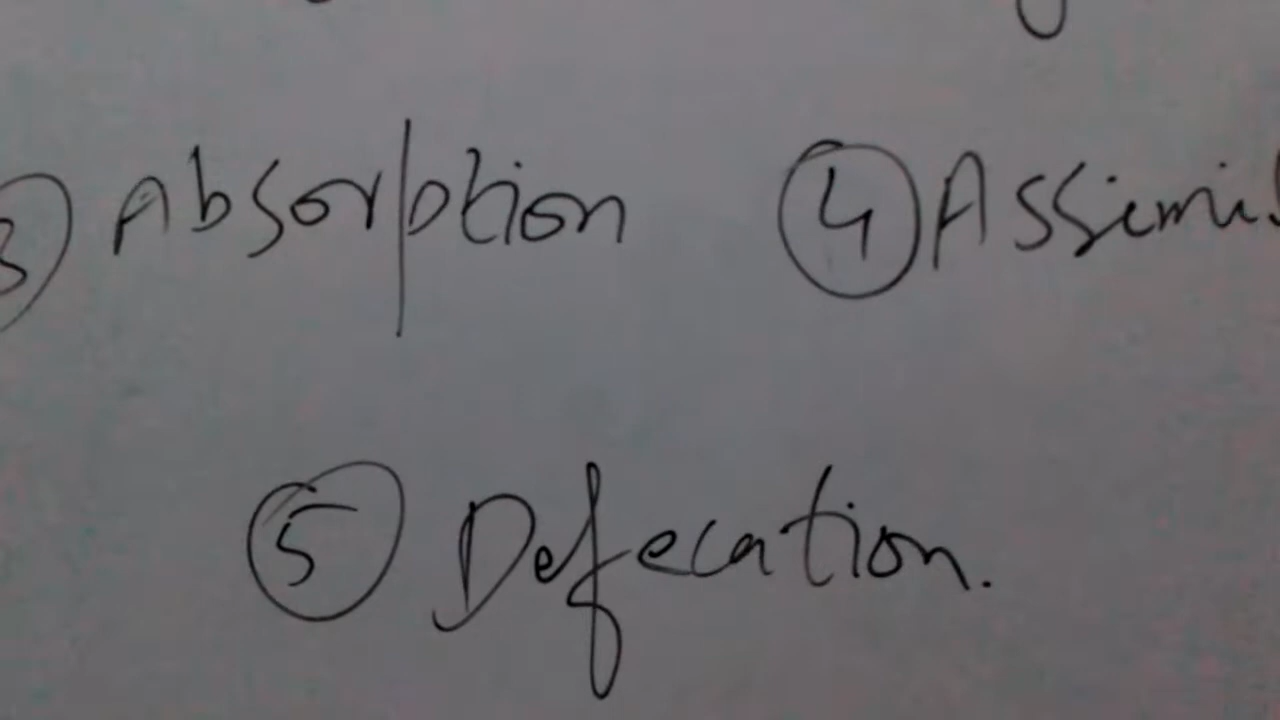 ③ Absorption ④ Assimi
⑤ Defecation.